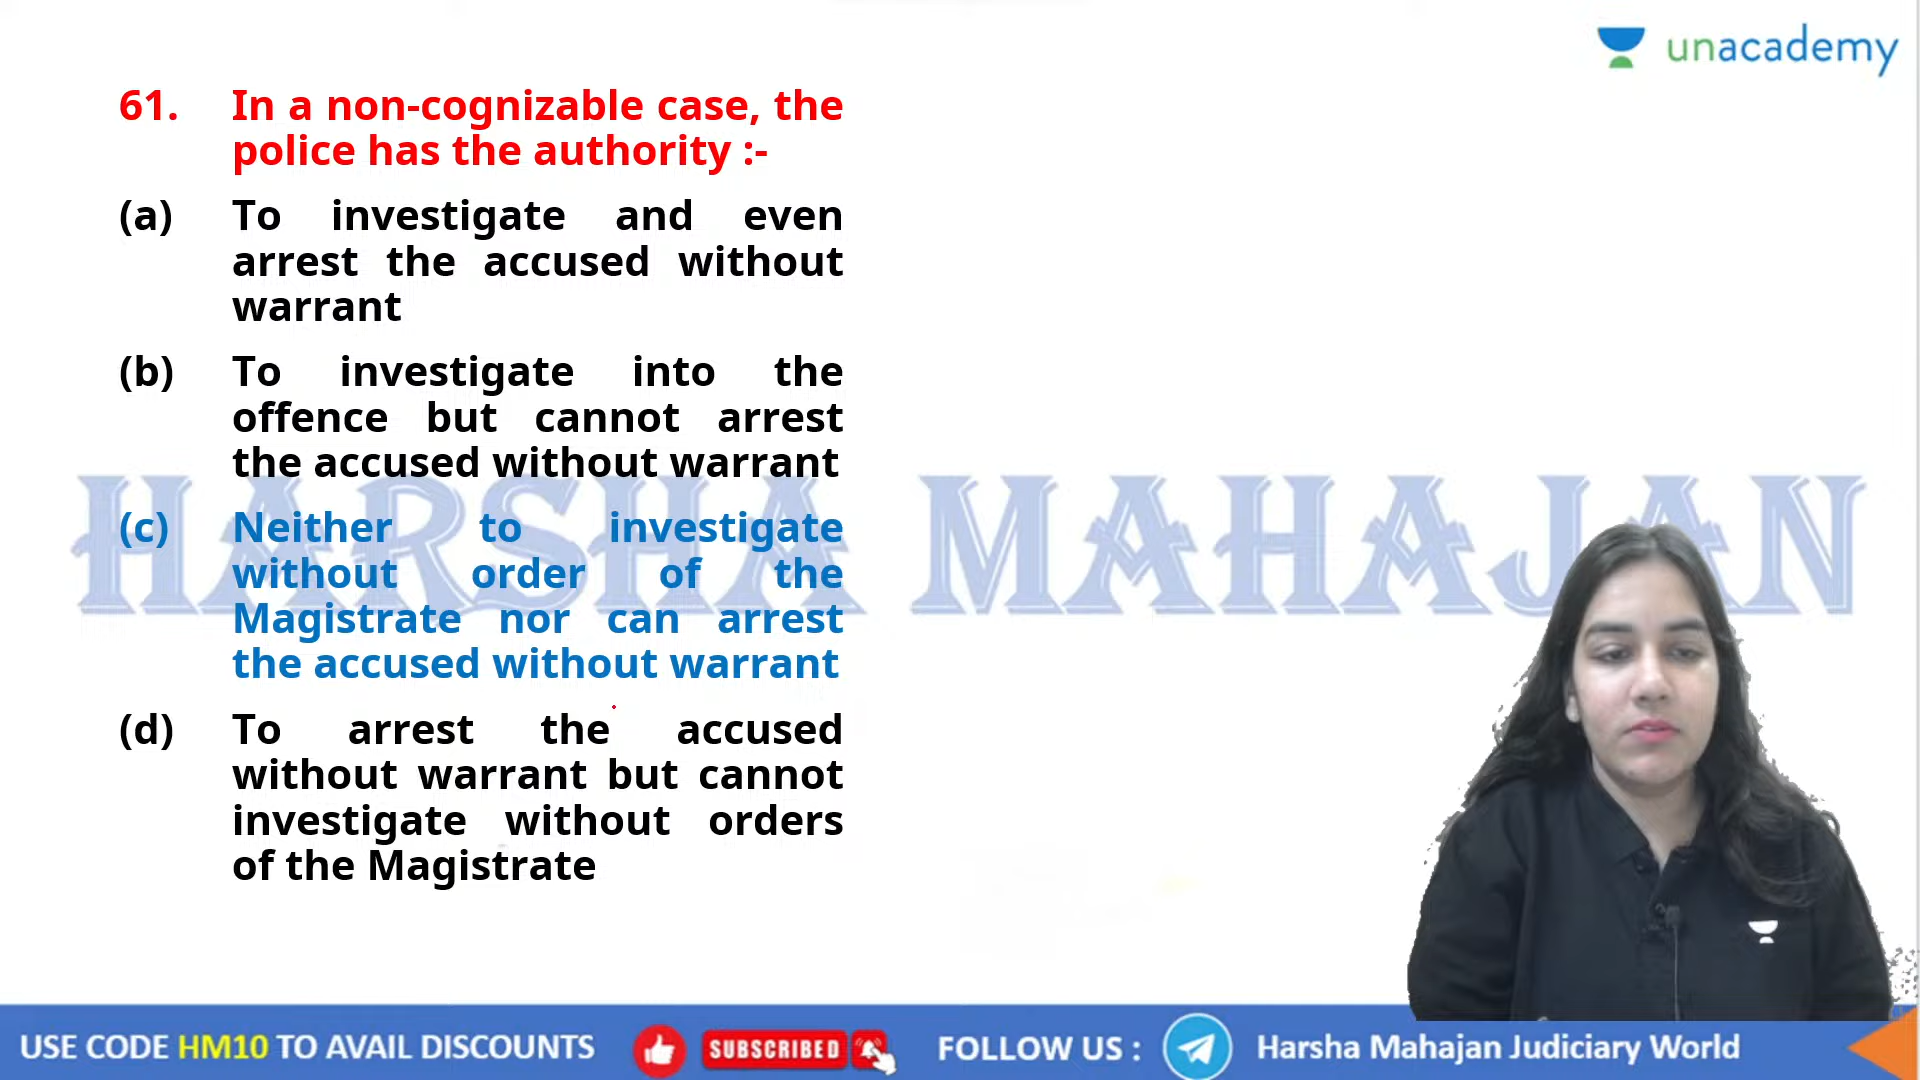 unacademy
61. In a non-cognizable case, the
police has the authority :-
(a) To investigate and even
arrest the accused without
warrant
(b) To investigate into the
offence but cannot arrest
the accused without warrant
HARSHA MAHAJAN
(c) Neither to investigate
without order of the
Magistrate nor can arrest
the accused without warrant
(d) To arrest the accused
without warrant but cannot
investigate without orders
of the Magistrate
USE CODE HM10 TO AVAIL DISCOUNTS SUBSCRIBED FOLLOW US : Harsha Mahajan Judiciary World